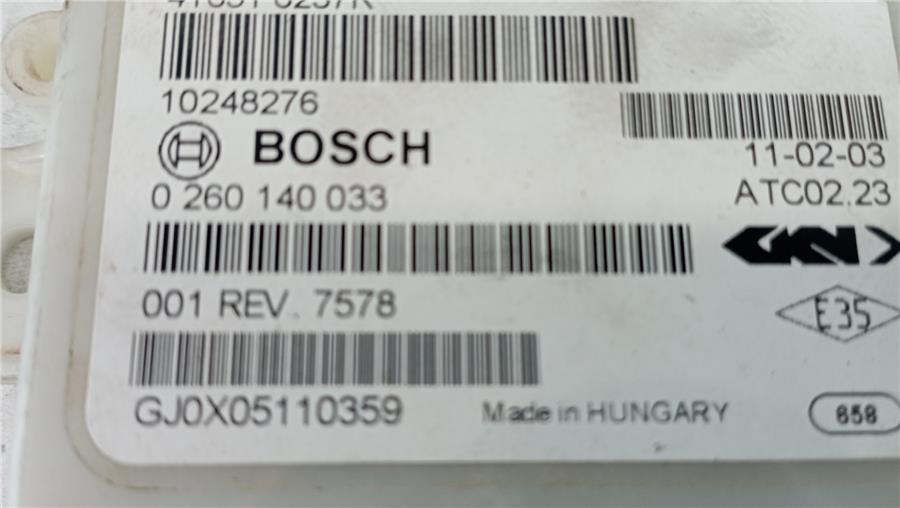 10248276
BOSCH
11-02-03
0 260 140 033
ATC02.23
GKN
001 REV. 7578
E35
GJ0X05110359
Made in HUNGARY
858